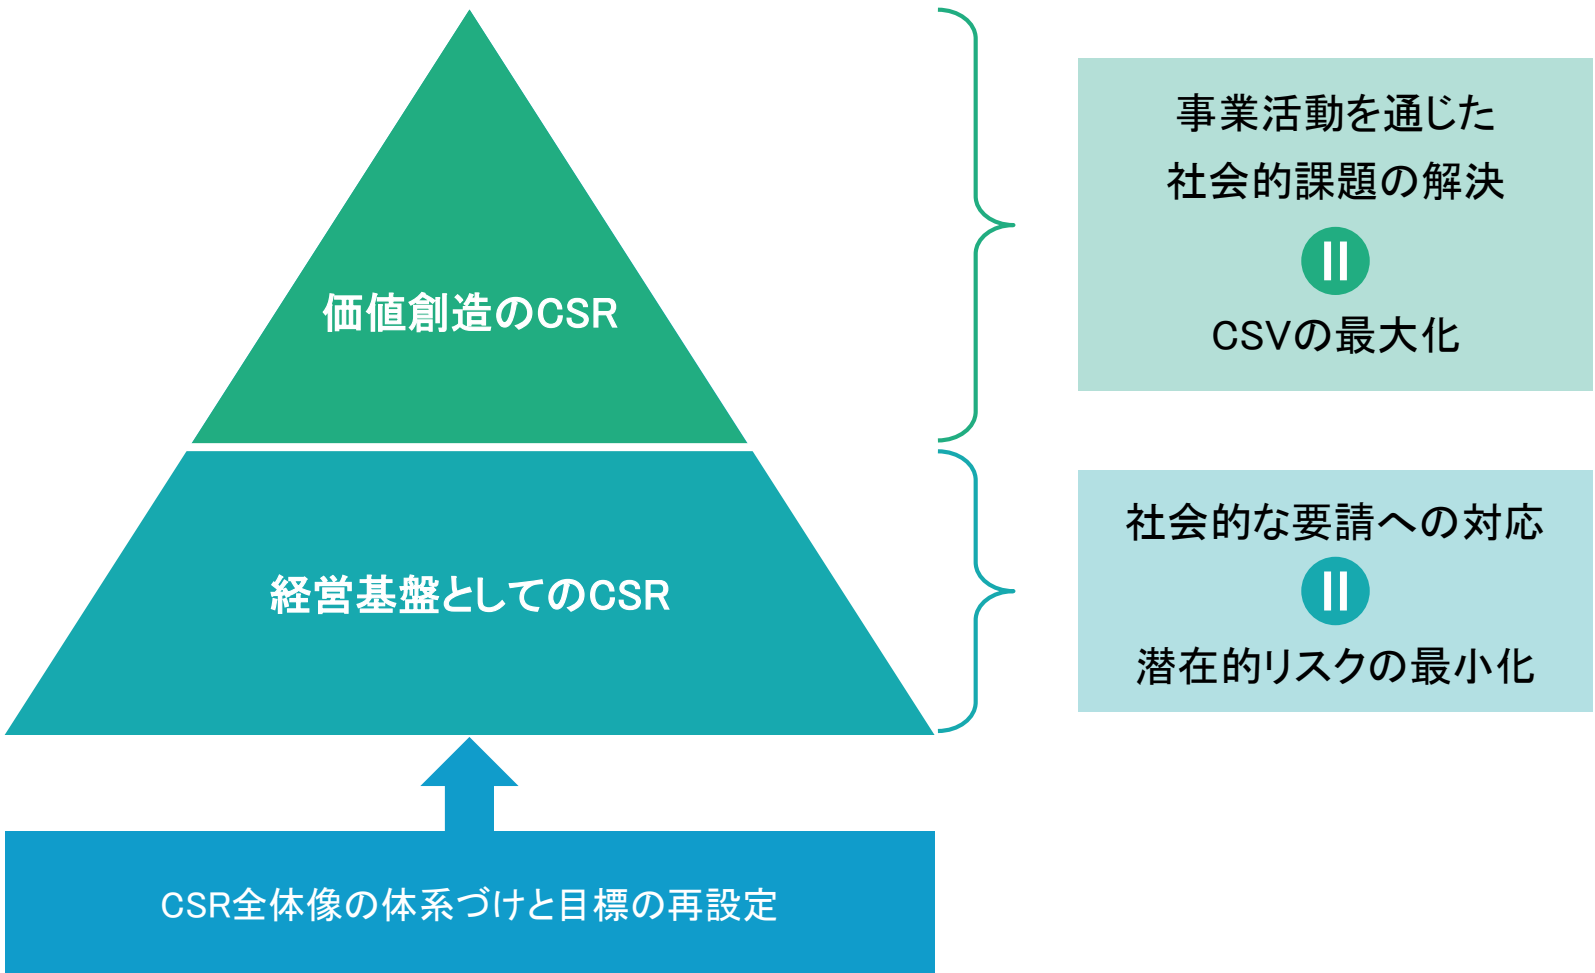 価値創造のCSR
事業活動を通じた
社会的課題の解決
CSVの最大化
経営基盤としてのCSR
社会的な要請への対応
潜在的リスクの最小化
CSR全体像の体系づけと目標の再設定